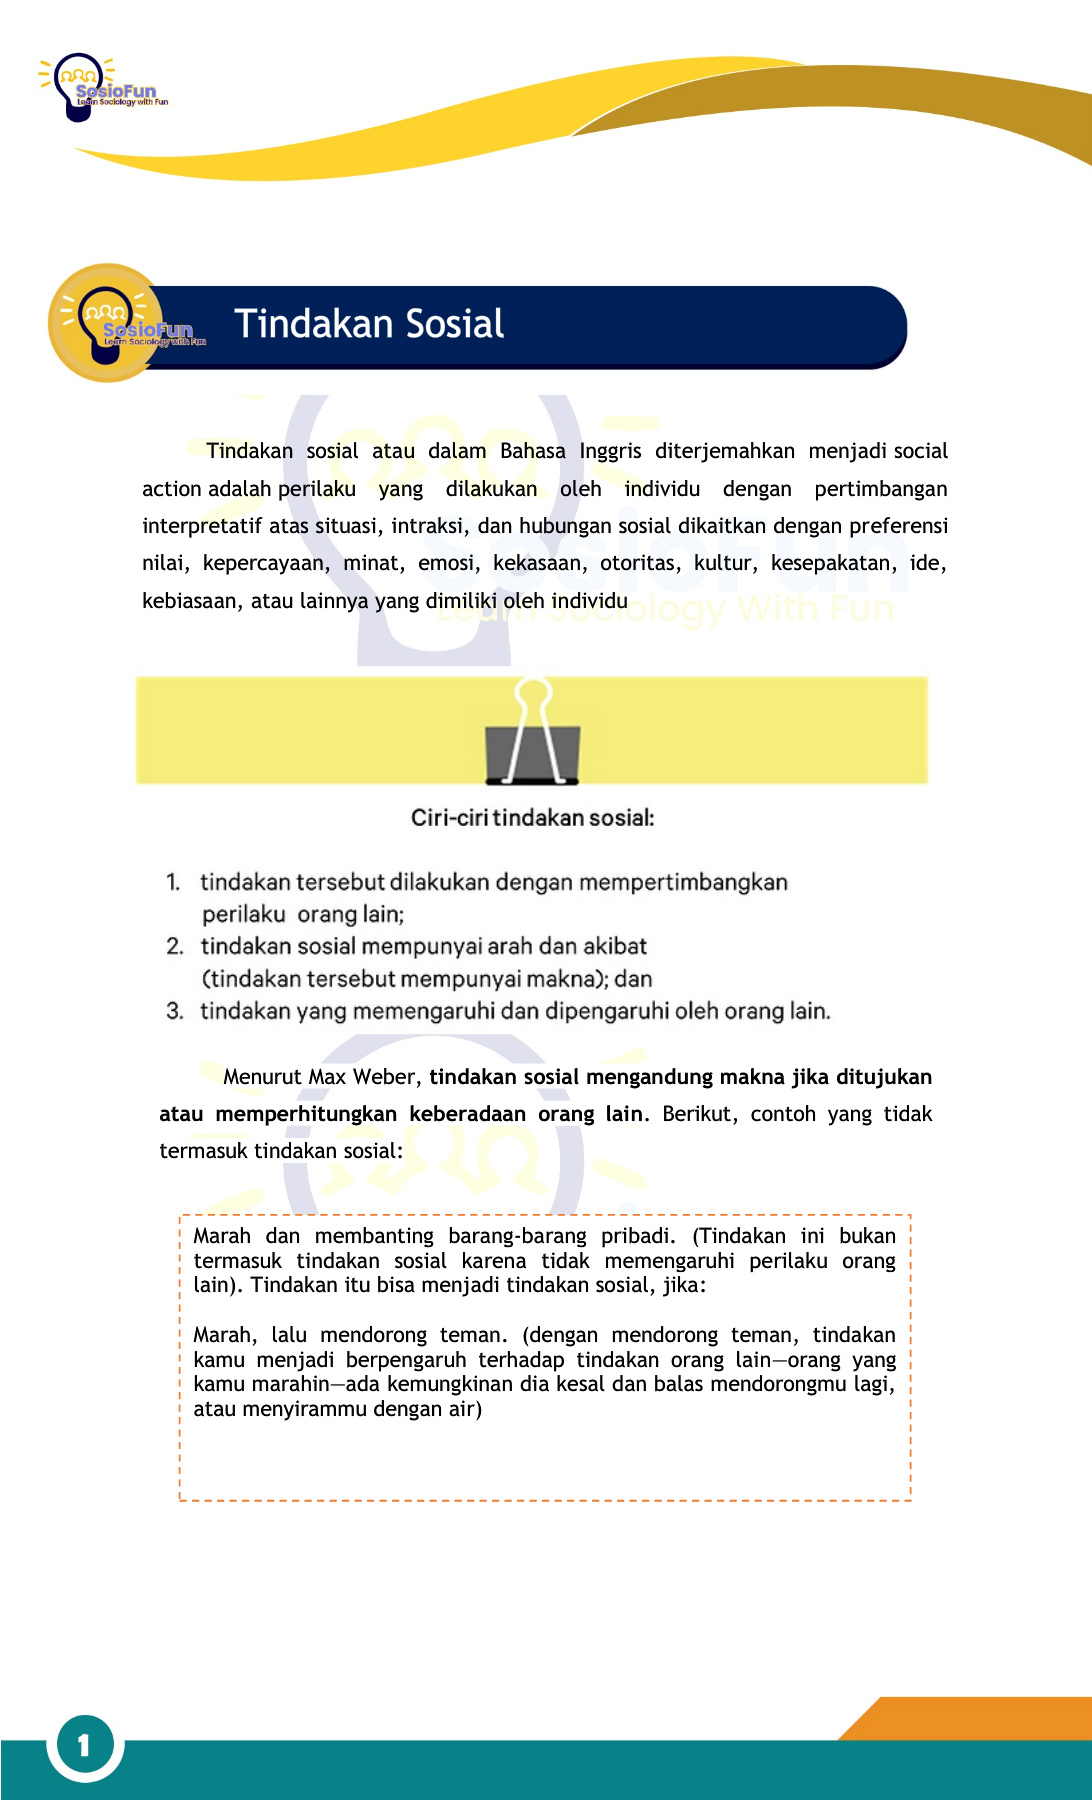 SosioFun
Learn Sociology with Fun
SosioFun
Learn Sociology with Fun
Tindakan Sosial
Tindakan sosial atau dalam Bahasa Inggris diterjemahkan menjadi social
action adalah perilaku yang dilakukan oleh individu dengan pertimbangan
interpretatif atas situasi, intraksi, dan hubungan sosial dikaitkan dengan preferensi
nilai, kepercayaan, minat, emosi, kekasaan, otoritas, kultur, kesepakatan, ide,
kebiasaan, atau lainnya yang dimiliki oleh individu
SosioFun
Learn Sociology With Fun
Ciri-ciri tindakan sosial:
1. tindakan tersebut dilakukan dengan mempertimbangkan
perilaku orang lain;
2. tindakan sosial mempunyai arah dan akibat
(tindakan tersebut mempunyai makna); dan
3. tindakan yang memengaruhi dan dipengaruhi oleh orang lain.
Menurut Max Weber, tindakan sosial mengandung makna jika ditujukan
atau memperhitungkan keberadaan orang lain. Berikut, contoh yang tidak
termasuk tindakan sosial:
Marah dan membanting barang-barang pribadi. (Tindakan ini bukan
termasuk tindakan sosial karena tidak memengaruhi perilaku orang
lain). Tindakan itu bisa menjadi tindakan sosial, jika:
Marah, lalu mendorong teman. (dengan mendorong teman, tindakan
kamu menjadi berpengaruh terhadap tindakan orang lain—orang yang
kamu marahin—ada kemungkinan dia kesal dan balas mendorongmu lagi,
atau menyirammu dengan air)
1